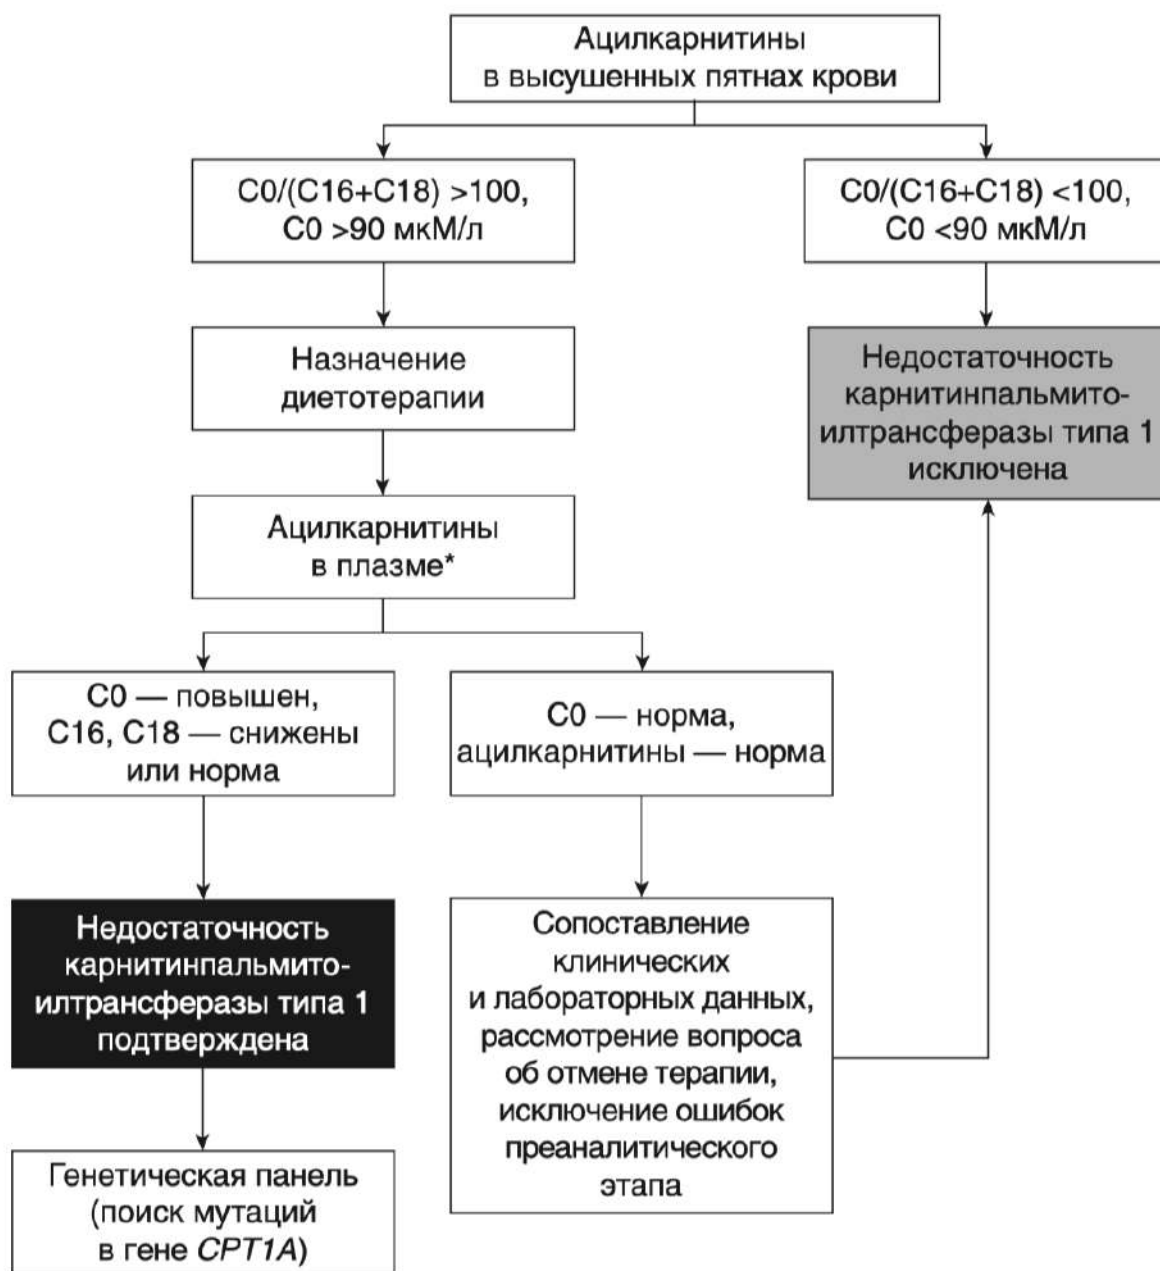 Ацилкарнитины
в высушенных пятнах крови
C0/(C16+C18) >100,
C0 >90 мкМ/л
C0/(C16+C18) <100,
C0 <90 мкМ/л
Назначение
диетотерапии
Недостаточность
карнитинпальмито-
илтрансферазы типа 1
исключена
Ацилкарнитины
в плазме*
C0 — повышен,
C16, C18 — снижены
или норма
C0 — норма,
ацилкарнитины — норма
Недостаточность
карнитинпальмито-
илтрансферазы типа 1
подтверждена
Сопоставление
клинических
и лабораторных данных,
рассмотрение вопроса
об отмене терапии,
исключение ошибок
преаналитического
этапа
Генетическая панель
(поиск мутаций
в гене CPT1A)